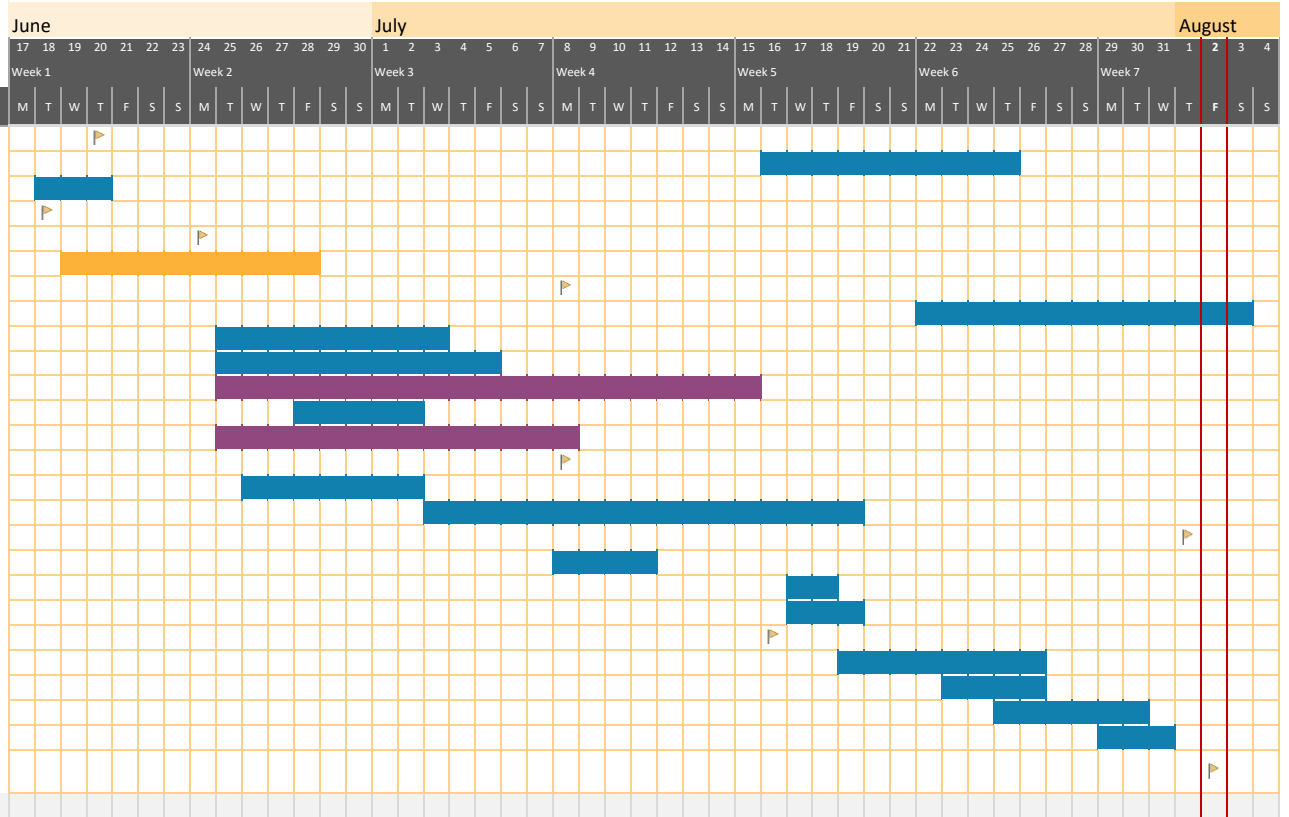 June July August
17 18 19 20 21 22 23 24 25 26 27 28 29 30 1 2 3 4 5 6 7 8 9 10 11 12 13 14 15 16 17 18 19 20 21 22 23 24 25 26 27 28 29 30 31 1 2 3 4
Week 1 Week 2 Week 3 Week 4 Week 5 Week 6 Week 7
M T W T F S S M T W T F S S M T W T F S S M T W T F S S M T W T F S S M T W T F S S M T W T F S S